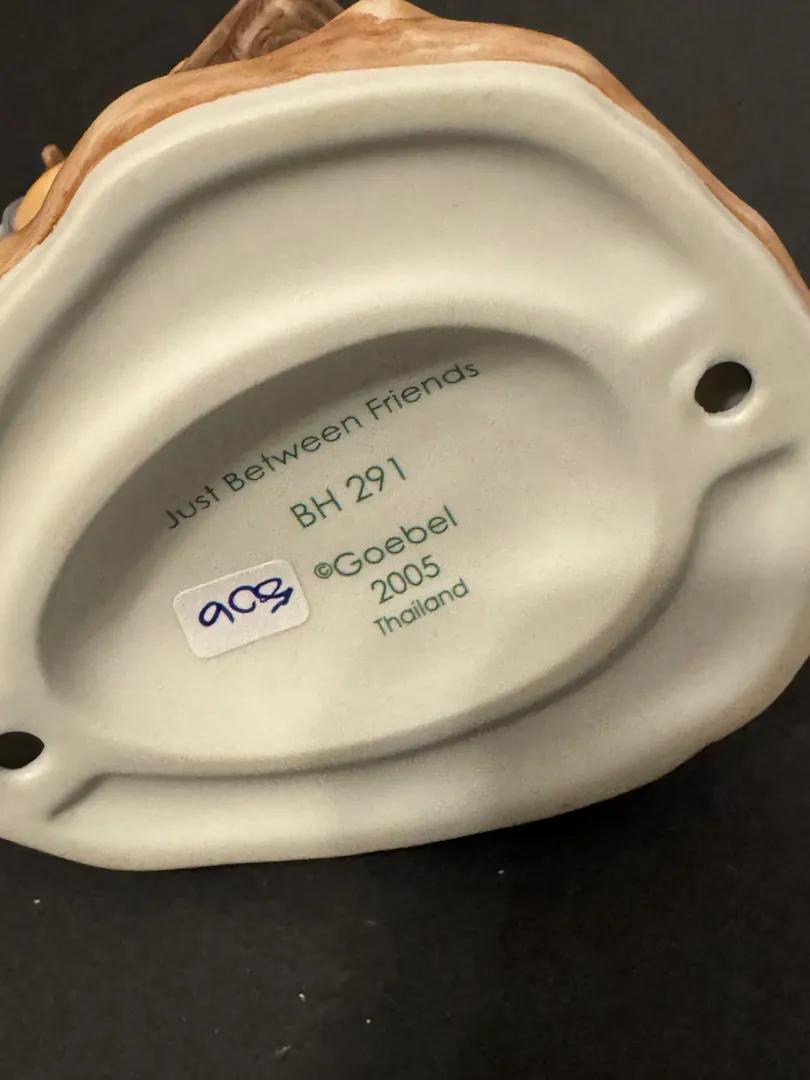 Just Between Friends
BH 291
©Goebel
2005
Thailand